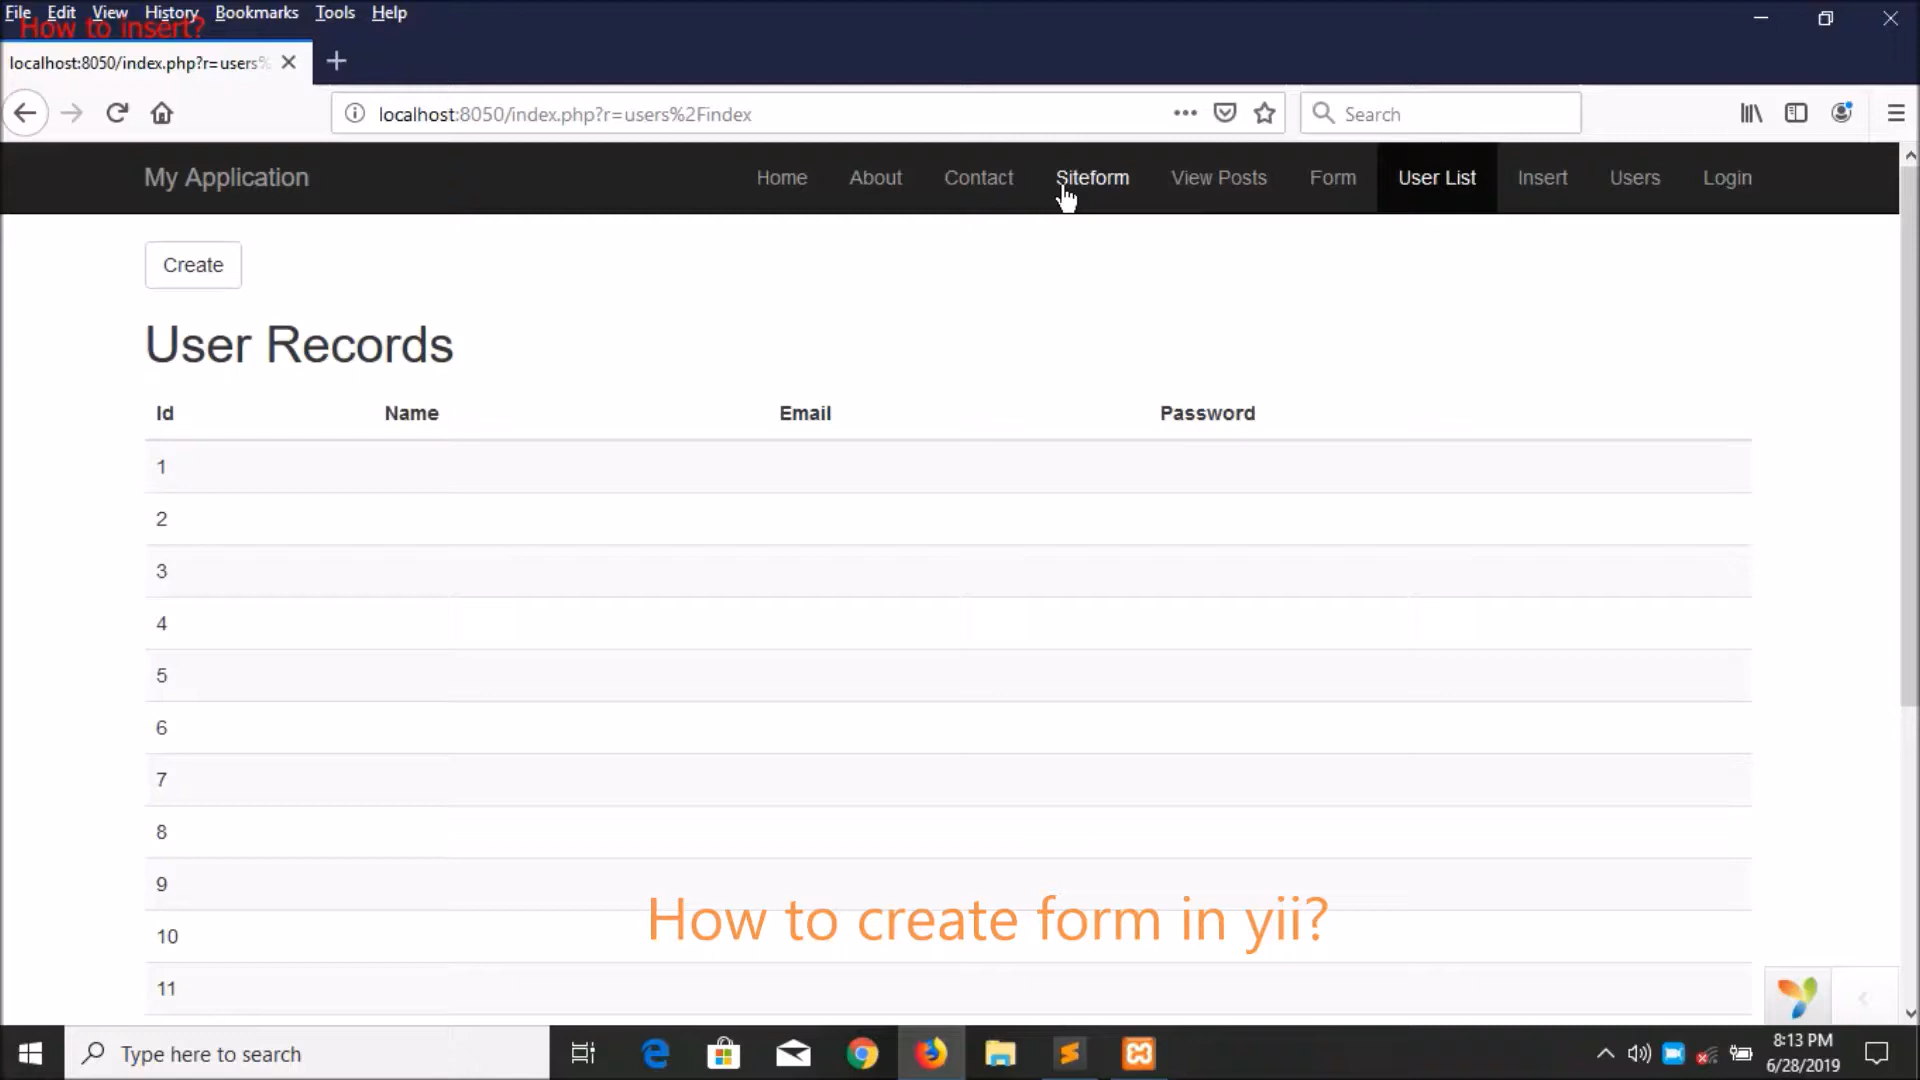 File Edit View History Bookmarks Tools Help
How to insert?
localhost:8050/index.php?r=users%
localhost:8050/index.php?r=users%2Findex
Search
My Application
Home About Contact Siteform View Posts Form User List Insert Users Login
Create
User Records
Id Name Email Password
1
2
3
4
5
6
7
8
9
10
11
How to create form in yii?
Type here to search
8:13 PM
6/28/2019